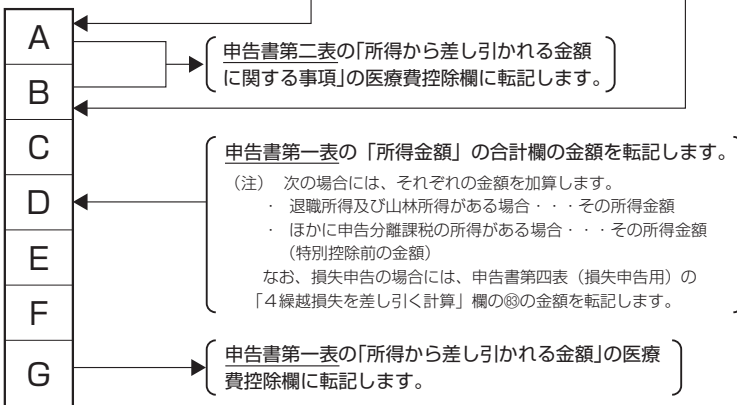 A
B
C
D
E
F
G
申告書第二表の「所得から差し引かれる金額
に関する事項」の医療費控除欄に転記します。
申告書第一表の「所得金額」の合計欄の金額を転記します。
（注） 次の場合には、それぞれの金額を加算します。
・ 退職所得及び山林所得がある場合・・・その所得金額
・ ほかに申告分離課税の所得がある場合・・・その所得金額
（特別控除前の金額）
なお、損失申告の場合には、申告書第四表（損失申告用）の
「４繰越損失を差し引く計算」欄の㊳の金額を転記します。
申告書第一表の「所得から差し引かれる金額」の医療
費控除欄に転記します。